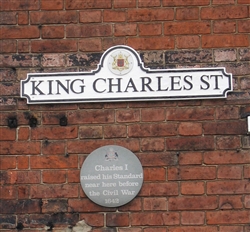 KING CHARLES ST
Charles I
raised his Standard
near here before
the Civil War
1642